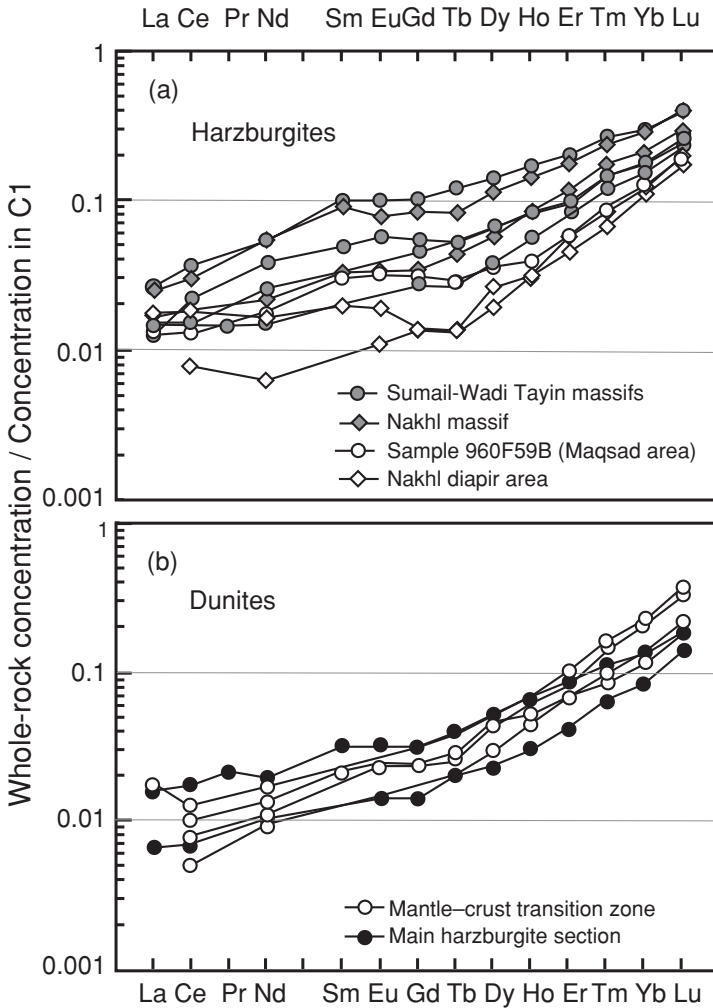 La Ce Pr Nd Sm Eu Gd Tb Dy Ho Er Tm Yb Lu
1
(a)
Harzburgites
0.1
0.01
Sumail-Wadi Tayin massifs
Nakhl massif
Sample 960F59B (Maqsad area)
Nakhl diapir area
0.001
Whole-rock concentration / Concentration in C1
1
(b)
Dunites
0.1
0.01
Mantle–crust transition zone
Main harzburgite section
0.001
La Ce Pr Nd Sm Eu Gd Tb Dy Ho Er Tm Yb Lu